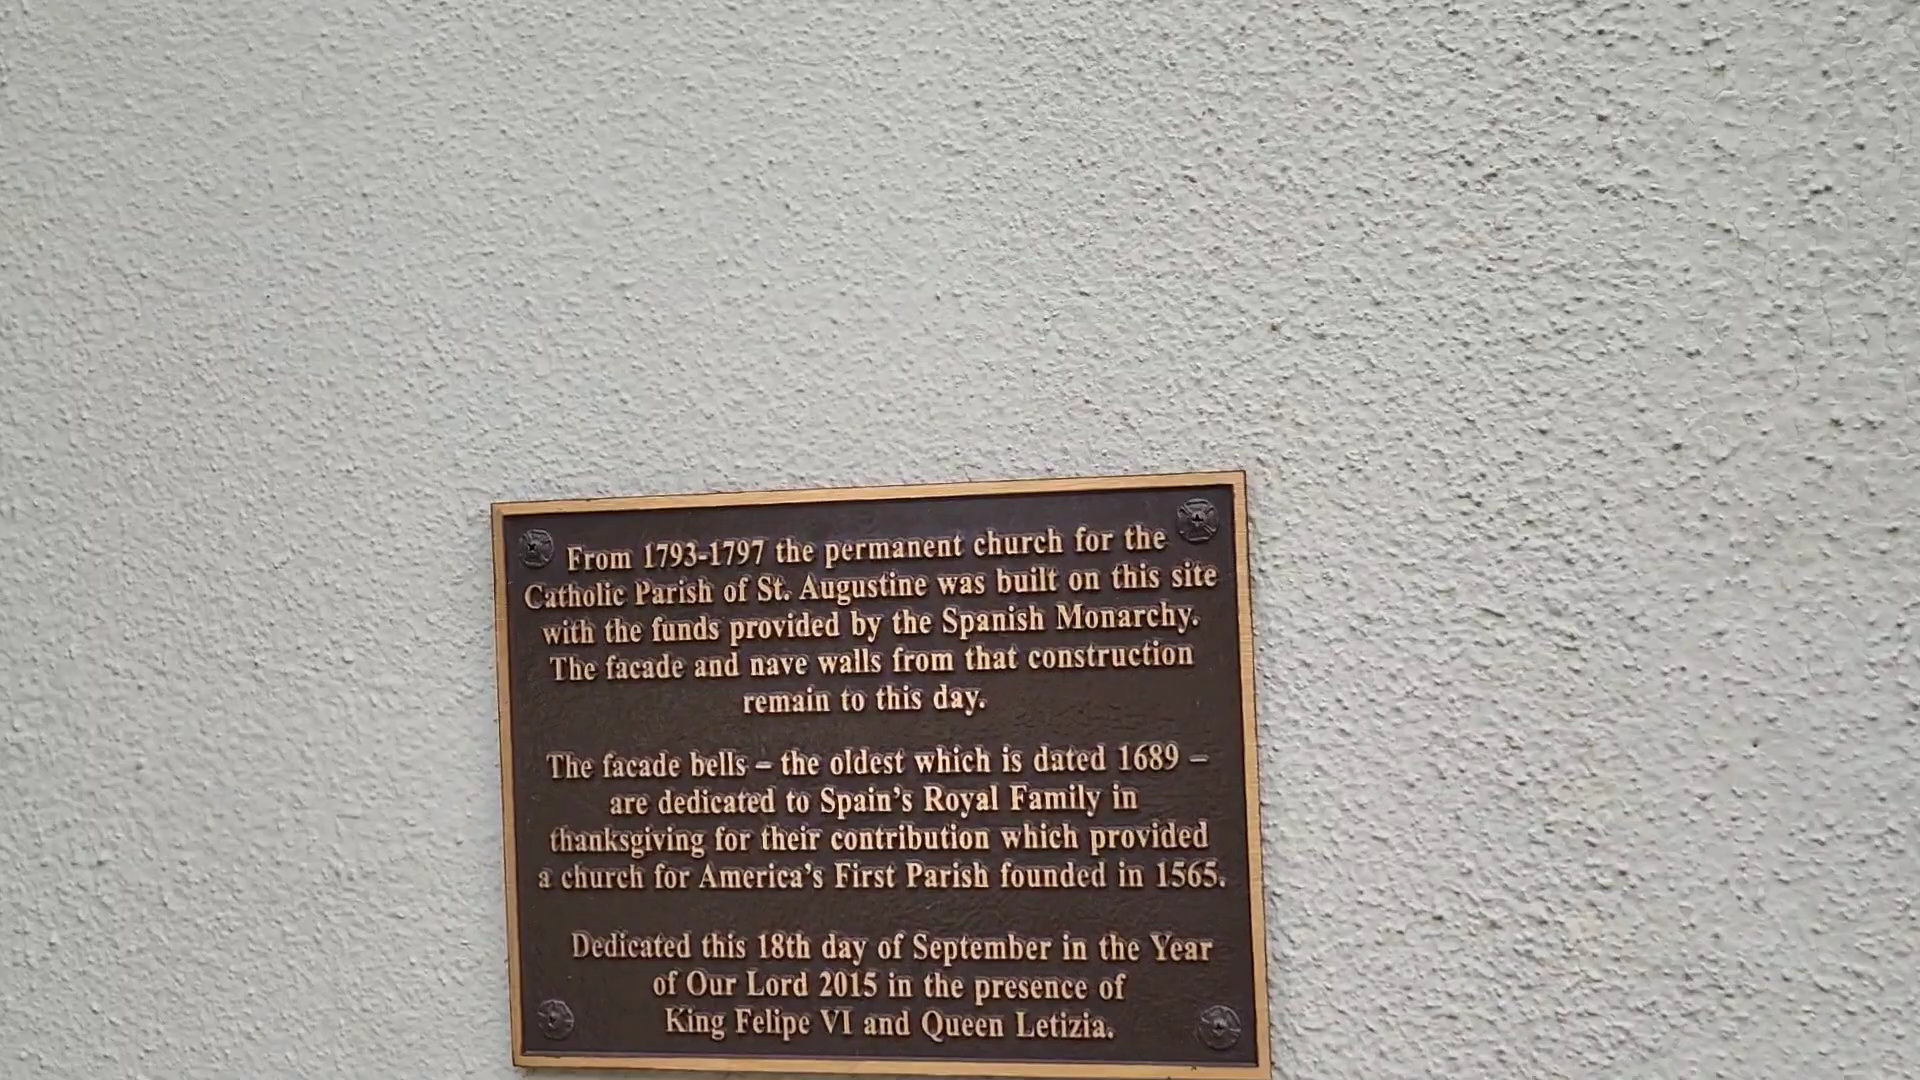 From 1793-1797 the permanent church for the
Catholic Parish of St. Augustine was built on this site
with the funds provided by the Spanish Monarchy.
The facade and nave walls from that construction
remain to this day.
The facade bells – the oldest which is dated 1689 –
are dedicated to Spain's Royal Family in
thanksgiving for their contribution which provided
a church for America's First Parish founded in 1565.
Dedicated this 18th day of September in the Year
of Our Lord 2015 in the presence of
King Felipe VI and Queen Letizia.